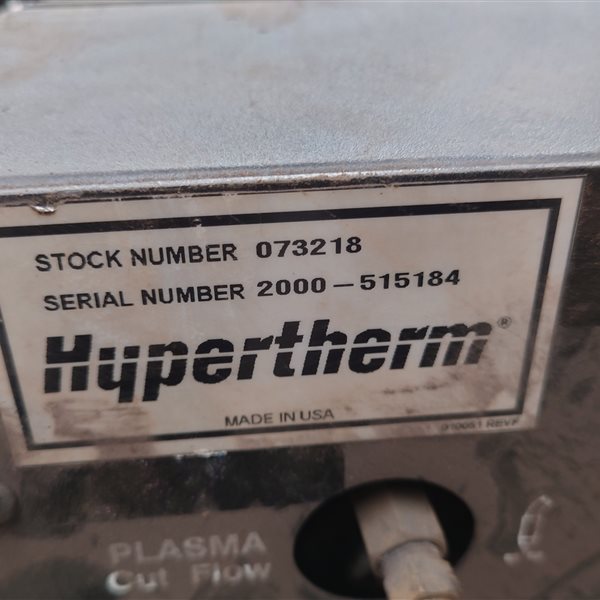 STOCK NUMBER 073218
SERIAL NUMBER 2000-515184
Hypertherm®
MADE IN USA
PLASMA
Cut Flow